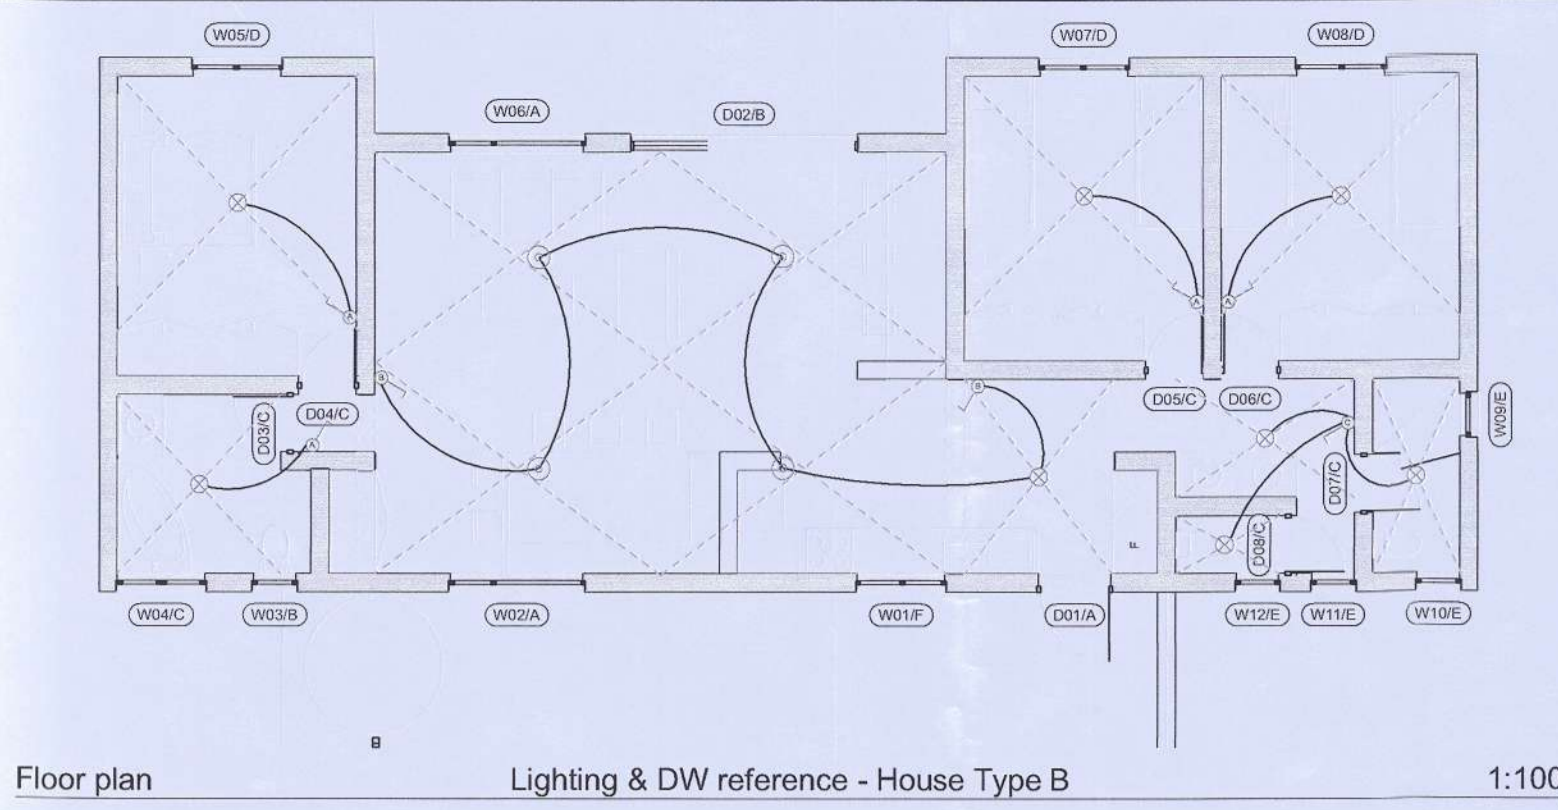 W05/D
W07/D
W08/D
W06/A
D02/B
A
A
A
B
B
D05/C
D06/C
D03/C
D04/C
W09/E
C
A
D07/C
D08/C
F
W04/C
W03/B
W02/A
W01/F
D01/A
W12/E
W11/E
W10/E
Floor plan
Lighting & DW reference - House Type B
1:100